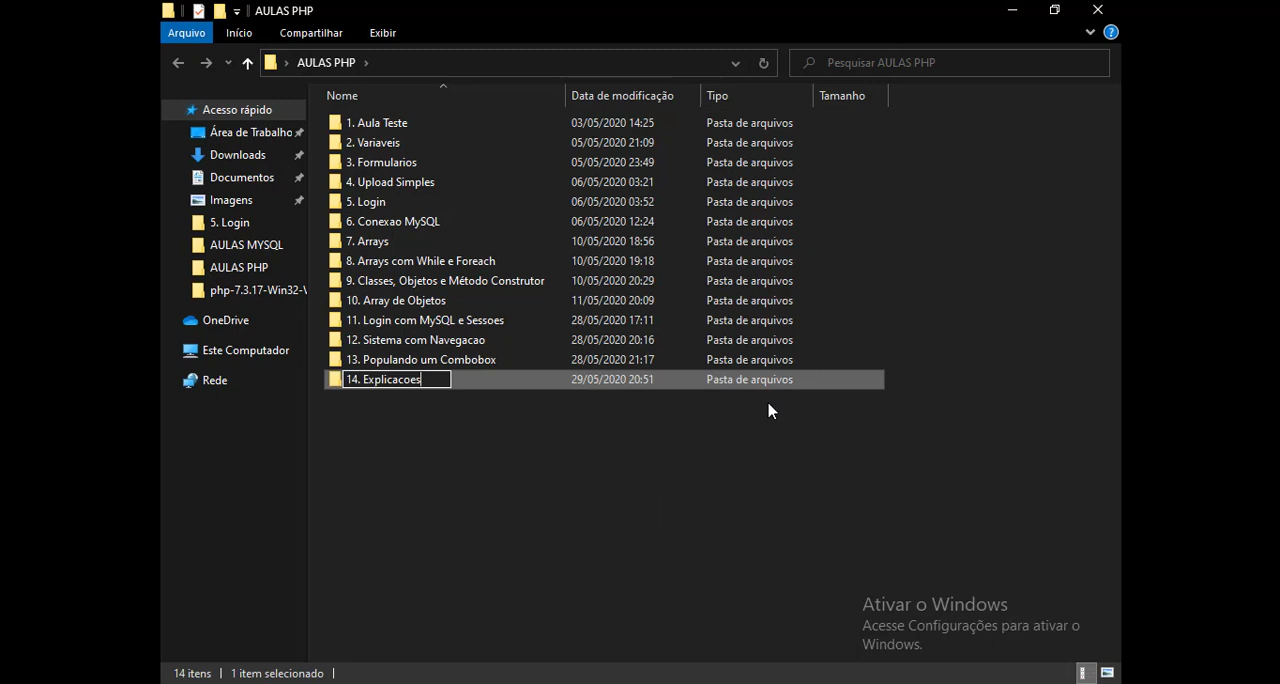 AULAS PHP
Arquivo Início Compartilhar Exibir
AULAS PHP
Pesquisar AULAS PHP
Nome Data de modificação Tipo Tamanho
Acesso rápido
Área de Trabalho
Downloads
Documentos
Imagens
5. Login
AULAS MYSQL
AULAS PHP
php-7.3.17-Win32-V
OneDrive
Este Computador
Rede
1. Aula Teste 03/05/2020 14:25 Pasta de arquivos
2. Variaveis 05/05/2020 21:09 Pasta de arquivos
3. Formularios 05/05/2020 23:49 Pasta de arquivos
4. Upload Simples 06/05/2020 03:21 Pasta de arquivos
5. Login 06/05/2020 03:52 Pasta de arquivos
6. Conexao MySQL 06/05/2020 12:24 Pasta de arquivos
7. Arrays 10/05/2020 18:56 Pasta de arquivos
8. Arrays com While e Foreach 10/05/2020 19:18 Pasta de arquivos
9. Classes, Objetos e Método Construtor 10/05/2020 20:29 Pasta de arquivos
10. Array de Objetos 11/05/2020 20:09 Pasta de arquivos
11. Login com MySQL e Sessoes 28/05/2020 17:11 Pasta de arquivos
12. Sistema com Navegacao 28/05/2020 20:16 Pasta de arquivos
13. Populando um Combobox 28/05/2020 21:17 Pasta de arquivos
14. Explicacoes 29/05/2020 20:51 Pasta de arquivos
Ativar o Windows
Acesse Configurações para ativar o
Windows.
14 itens 1 item selecionado